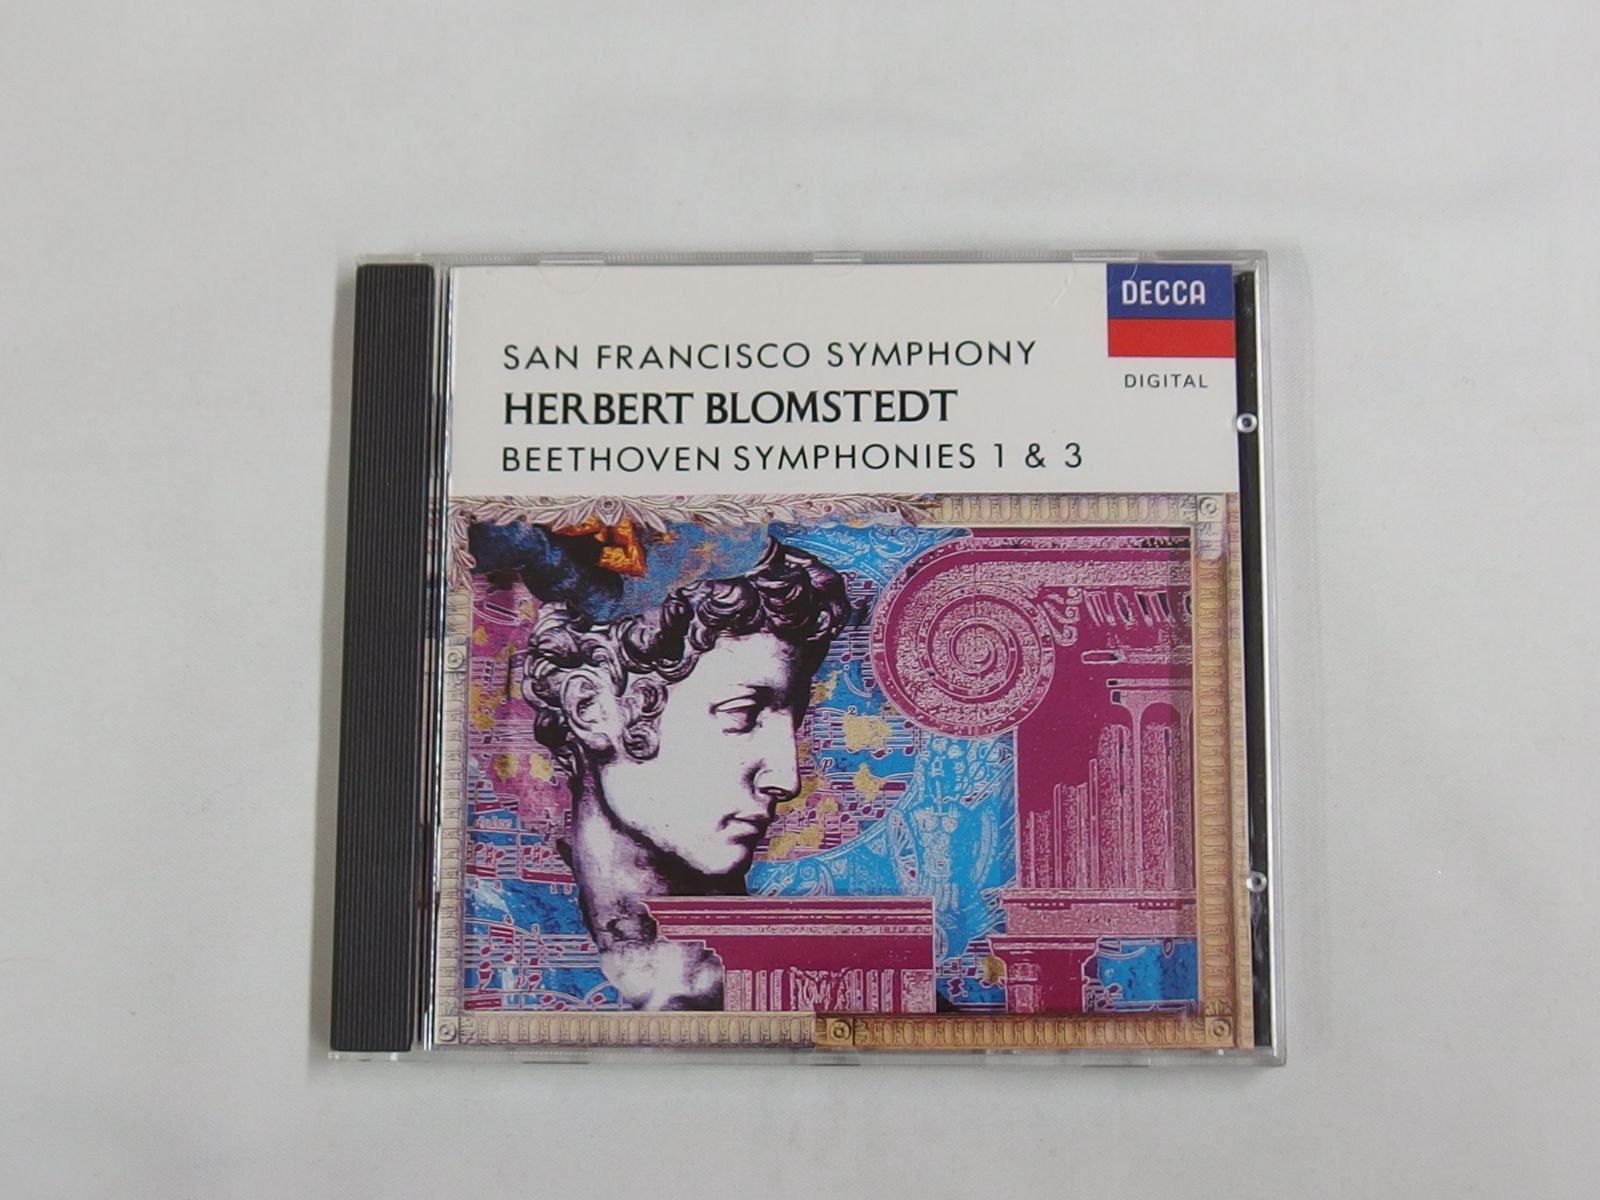 DECCA
DIGITAL
SAN FRANCISCO SYMPHONY
HERBERT BLOMSTEDT
BEETHOVEN SYMPHONIES 1 & 3